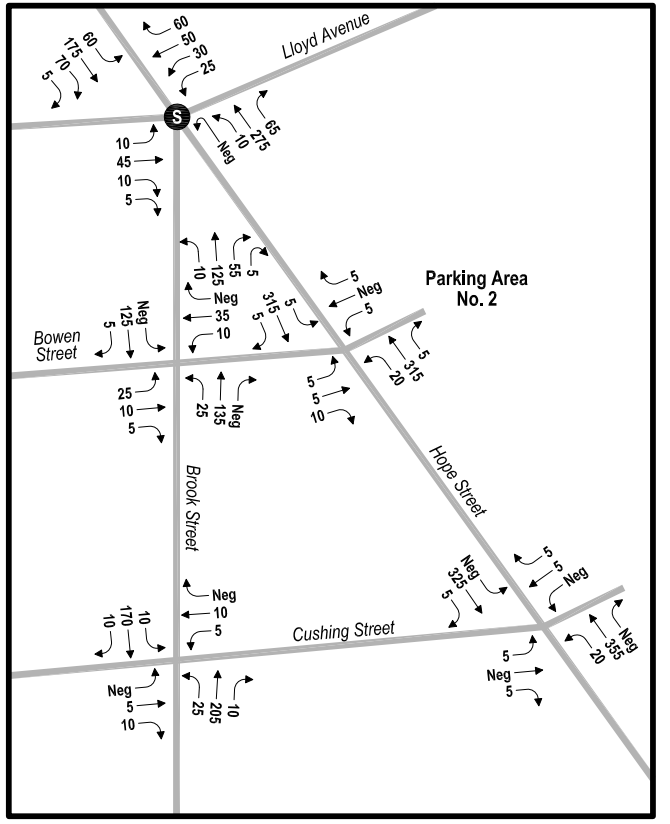 60
50
30
25
Lloyd Avenue
60
175
70
5
S
65
275
10
Neg
10
45
10
5
10
125
55
5
Neg
35
10
5
315
5
5
Neg
5
Parking Area
No. 2
Bowen
Street
5
125
Neg
25
10
5
25
135
Neg
5
5
10
5
315
20
Brook Street
Hope Street
Neg
325
5
5
5
Neg
Neg
10
5
10
170
10
Cushing Street
Neg
5
10
25
205
10
5
Neg
5
Neg
355
20